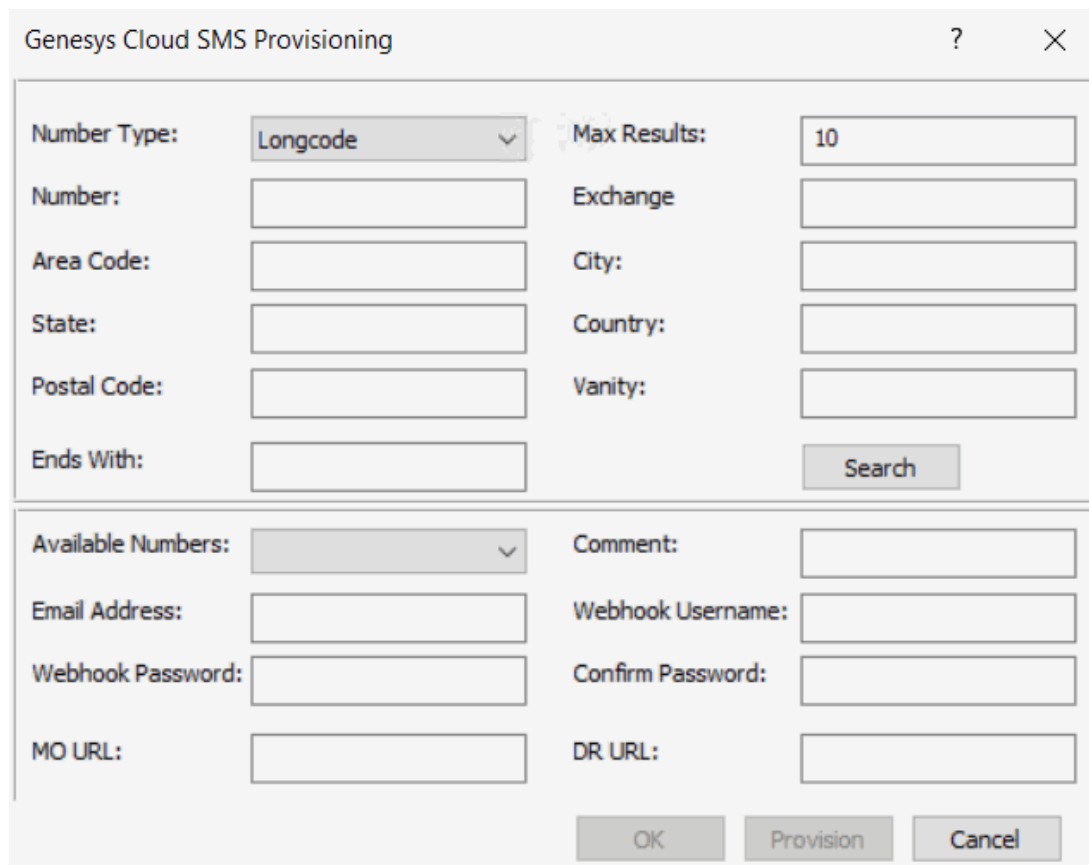 Genesys Cloud SMS Provisioning ?
Number Type: Longcode Max Results: 10
Number: Exchange
Area Code: City:
State: Country:
Postal Code: Vanity:
Ends With: Search
Available Numbers: Comment:
Email Address: Webhook Username:
Webhook Password: Confirm Password:
MO URL: DR URL:
OK Provision Cancel